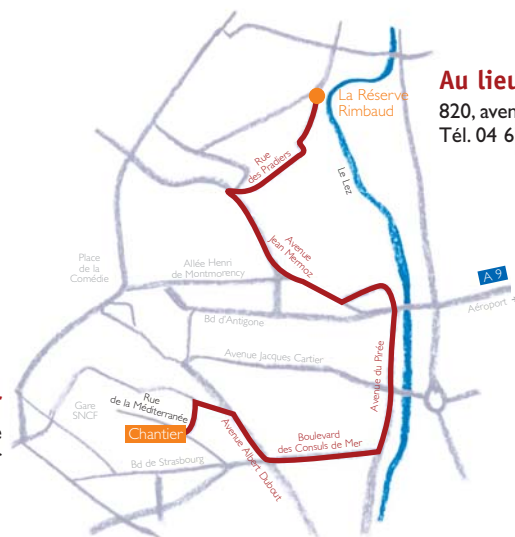 Au lieu
820, aven
Tél. 04 6
La Réserve
Rimbaud
Rue
des Pradiers
Le Lez
Avenue
Jean Mermoz
Place
de la
Comédie
Allée Henri
de Montmorency
A 9
Aéroport +
Bd d'Antigone
Avenue Jacques Cartier
Avenue du Pirée
Rue
de la Méditerranée
Gare
SNCF
Chantier
Avenue Albert Dubout
Boulevard
des Consuls de Mer
Bd de Strasbourg